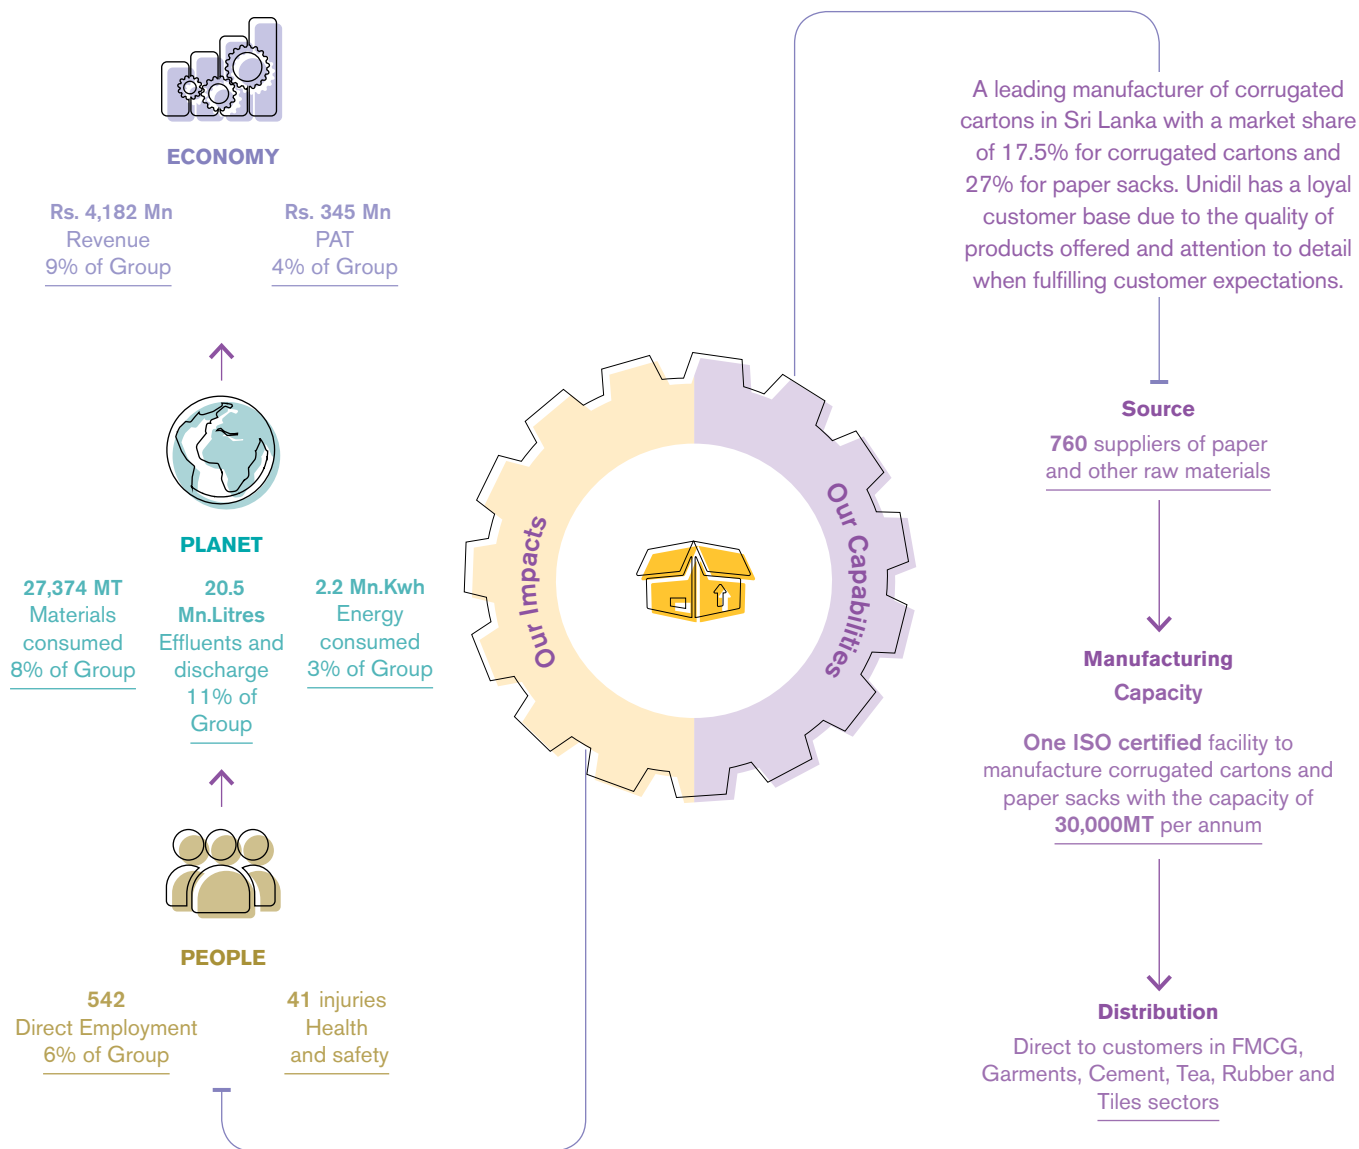 ECONOMY
Rs. 4,182 Mn
Revenue
9% of Group
Rs. 345 Mn
PAT
4% of Group
PLANET
27,374 MT
Materials
consumed
8% of Group
20.5
Mn.Litres
Effluents and
discharge
11% of
Group
2.2 Mn.Kwh
Energy
consumed
3% of Group
PEOPLE
542
Direct Employment
6% of Group
41 injuries
Health
and safety
Our Impacts
Our Capabilities
A leading manufacturer of corrugated
cartons in Sri Lanka with a market share
of 17.5% for corrugated cartons and
27% for paper sacks. Unidil has a loyal
customer base due to the quality of
products offered and attention to detail
when fulfilling customer expectations.
Source
760 suppliers of paper
and other raw materials
Manufacturing
Capacity
One ISO certified facility to
manufacture corrugated cartons and
paper sacks with the capacity of
30,000MT per annum
Distribution
Direct to customers in FMCG,
Garments, Cement, Tea, Rubber and
Tiles sectors